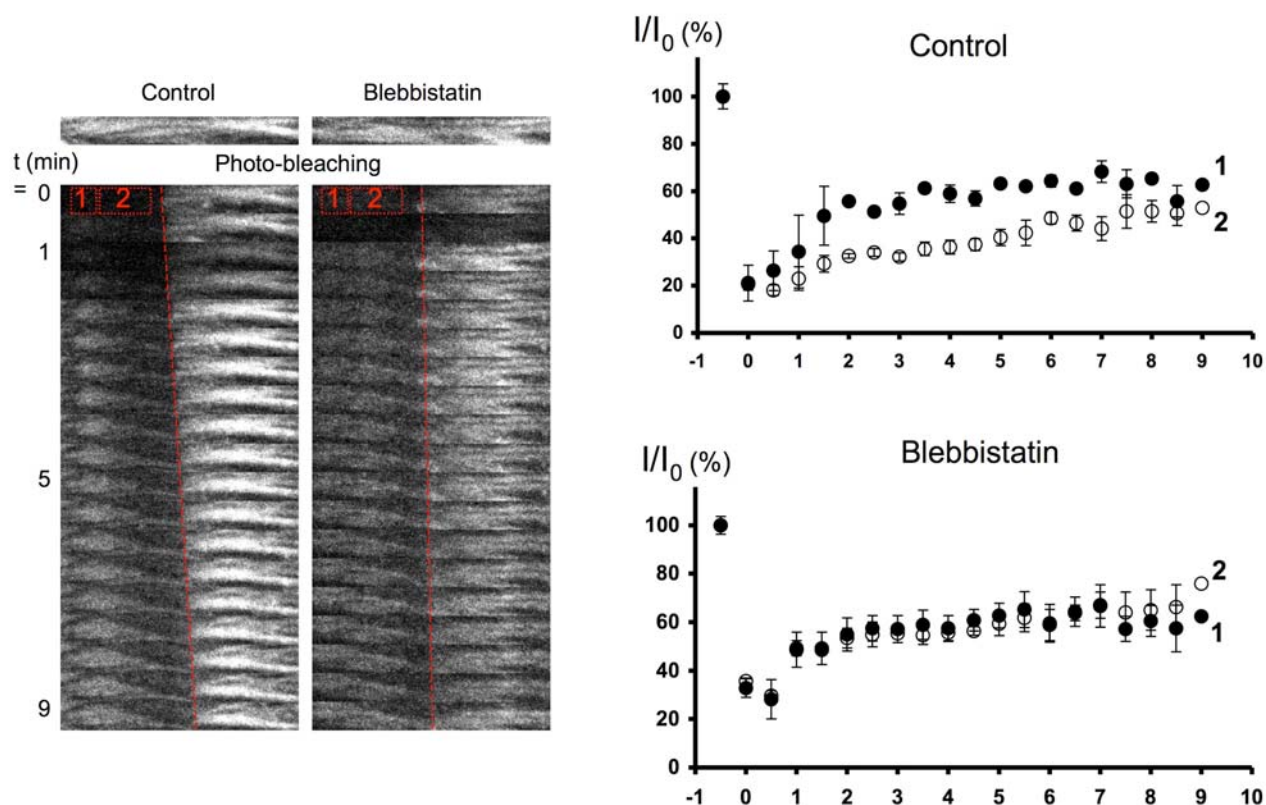 Control Blebbistatin
t (min)
=
Photo-bleaching
0
1 2
1 2
1
5
9
I/I0 (%)
Control
100
80
60
40
20
0
1
2
-1 0 1 2 3 4 5 6 7 8 9 10
I/I0 (%)
Blebbistatin
100
80
60
40
20
0
2
1
-1 0 1 2 3 4 5 6 7 8 9 10